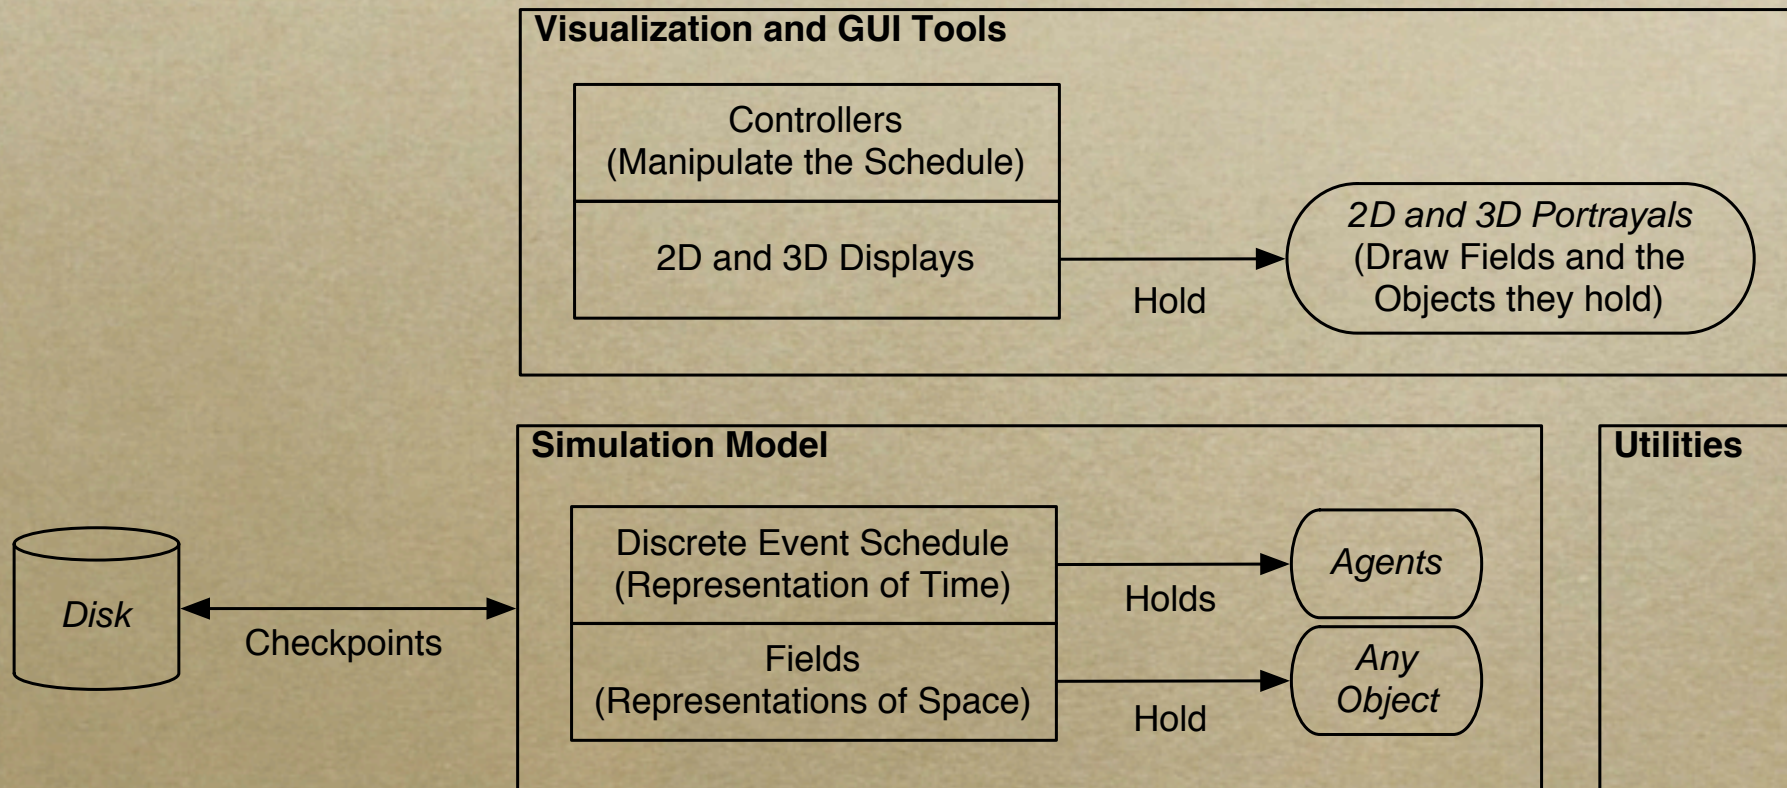 Visualization and GUI Tools
Controllers
(Manipulate the Schedule)
2D and 3D Displays
Hold
2D and 3D Portrayals
(Draw Fields and the
Objects they hold)
Simulation Model
Utilities
Discrete Event Schedule
(Representation of Time)
Holds
Agents
Disk
Checkpoints
Fields
(Representations of Space)
Hold
Any
Object